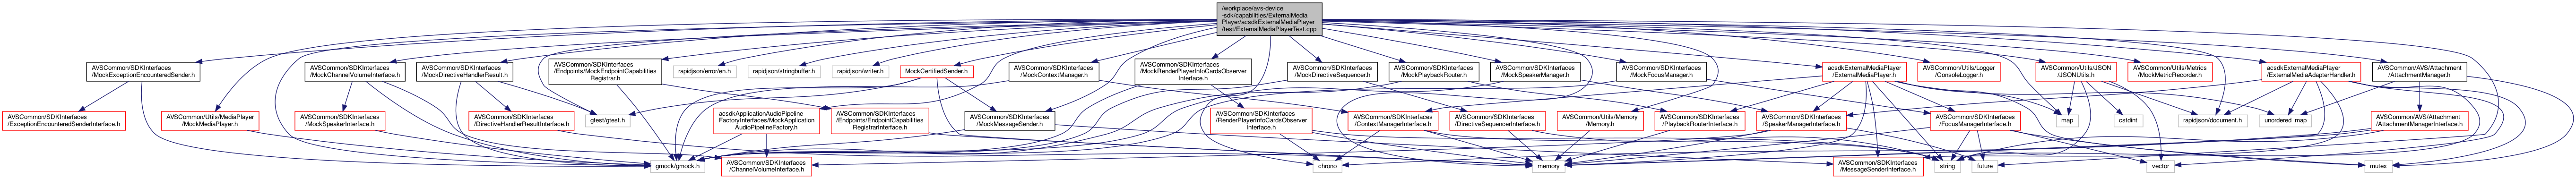 /workplace/avs-device
-sdk/capabilities/ExternalMedia
Player/acsdkExternalMediaPlayer
/test/ExternalMediaPlayerTest.cpp
AVSCommon/SDKInterfaces
/MockExceptionEncounteredSender.h
AVSCommon/SDKInterfaces
/MockChannelVolumeInterface.h
AVSCommon/SDKInterfaces
/MockDirectiveHandlerResult.h
AVSCommon/SDKInterfaces
/Endpoints/MockEndpointCapabilities
Registrar.h
rapidjson/error/en.h
rapidjson/stringbuffer.h
rapidjson/writer.h
MockCertifiedSender.h
AVSCommon/SDKInterfaces
/MockContextManager.h
AVSCommon/SDKInterfaces
/MockRenderPlayerInfoCardsObserver
Interface.h
AVSCommon/SDKInterfaces
/MockDirectiveSequencer.h
AVSCommon/SDKInterfaces
/MockPlaybackRouter.h
AVSCommon/SDKInterfaces
/MockSpeakerManager.h
AVSCommon/SDKInterfaces
/MockFocusManager.h
acsdkExternalMediaPlayer
/ExternalMediaPlayer.h
AVSCommon/Utils/Logger
/ConsoleLogger.h
AVSCommon/Utils/JSON
/JSONUtils.h
AVSCommon/Utils/Metrics
/MockMetricRecorder.h
acsdkExternalMediaPlayer
/ExternalMediaAdapterHandler.h
AVSCommon/AVS/Attachment
/AttachmentManager.h
AVSCommon/SDKInterfaces
/ExceptionEncounteredSenderInterface.h
AVSCommon/Utils/MediaPlayer
/MockMediaPlayer.h
AVSCommon/SDKInterfaces
/MockSpeakerInterface.h
AVSCommon/SDKInterfaces
/DirectiveHandlerResultInterface.h
gtest/gtest.h
acsdkApplicationAudioPipeline
FactoryInterfaces/MockApplication
AudioPipelineFactory.h
AVSCommon/SDKInterfaces
/Endpoints/EndpointCapabilities
RegistrarInterface.h
AVSCommon/SDKInterfaces
/MockMessageSender.h
AVSCommon/SDKInterfaces
/RenderPlayerInfoCardsObserver
Interface.h
AVSCommon/SDKInterfaces
/ContextManagerInterface.h
AVSCommon/SDKInterfaces
/DirectiveSequencerInterface.h
AVSCommon/Utils/Memory
/Memory.h
AVSCommon/SDKInterfaces
/PlaybackRouterInterface.h
AVSCommon/SDKInterfaces
/SpeakerManagerInterface.h
AVSCommon/SDKInterfaces
/FocusManagerInterface.h
map
cstdint
rapidjson/document.h
unordered_map
AVSCommon/AVS/Attachment
/AttachmentManagerInterface.h
gmock/gmock.h
AVSCommon/SDKInterfaces
/ChannelVolumeInterface.h
chrono
memory
AVSCommon/SDKInterfaces
/MessageSenderInterface.h
string
future
vector
mutex